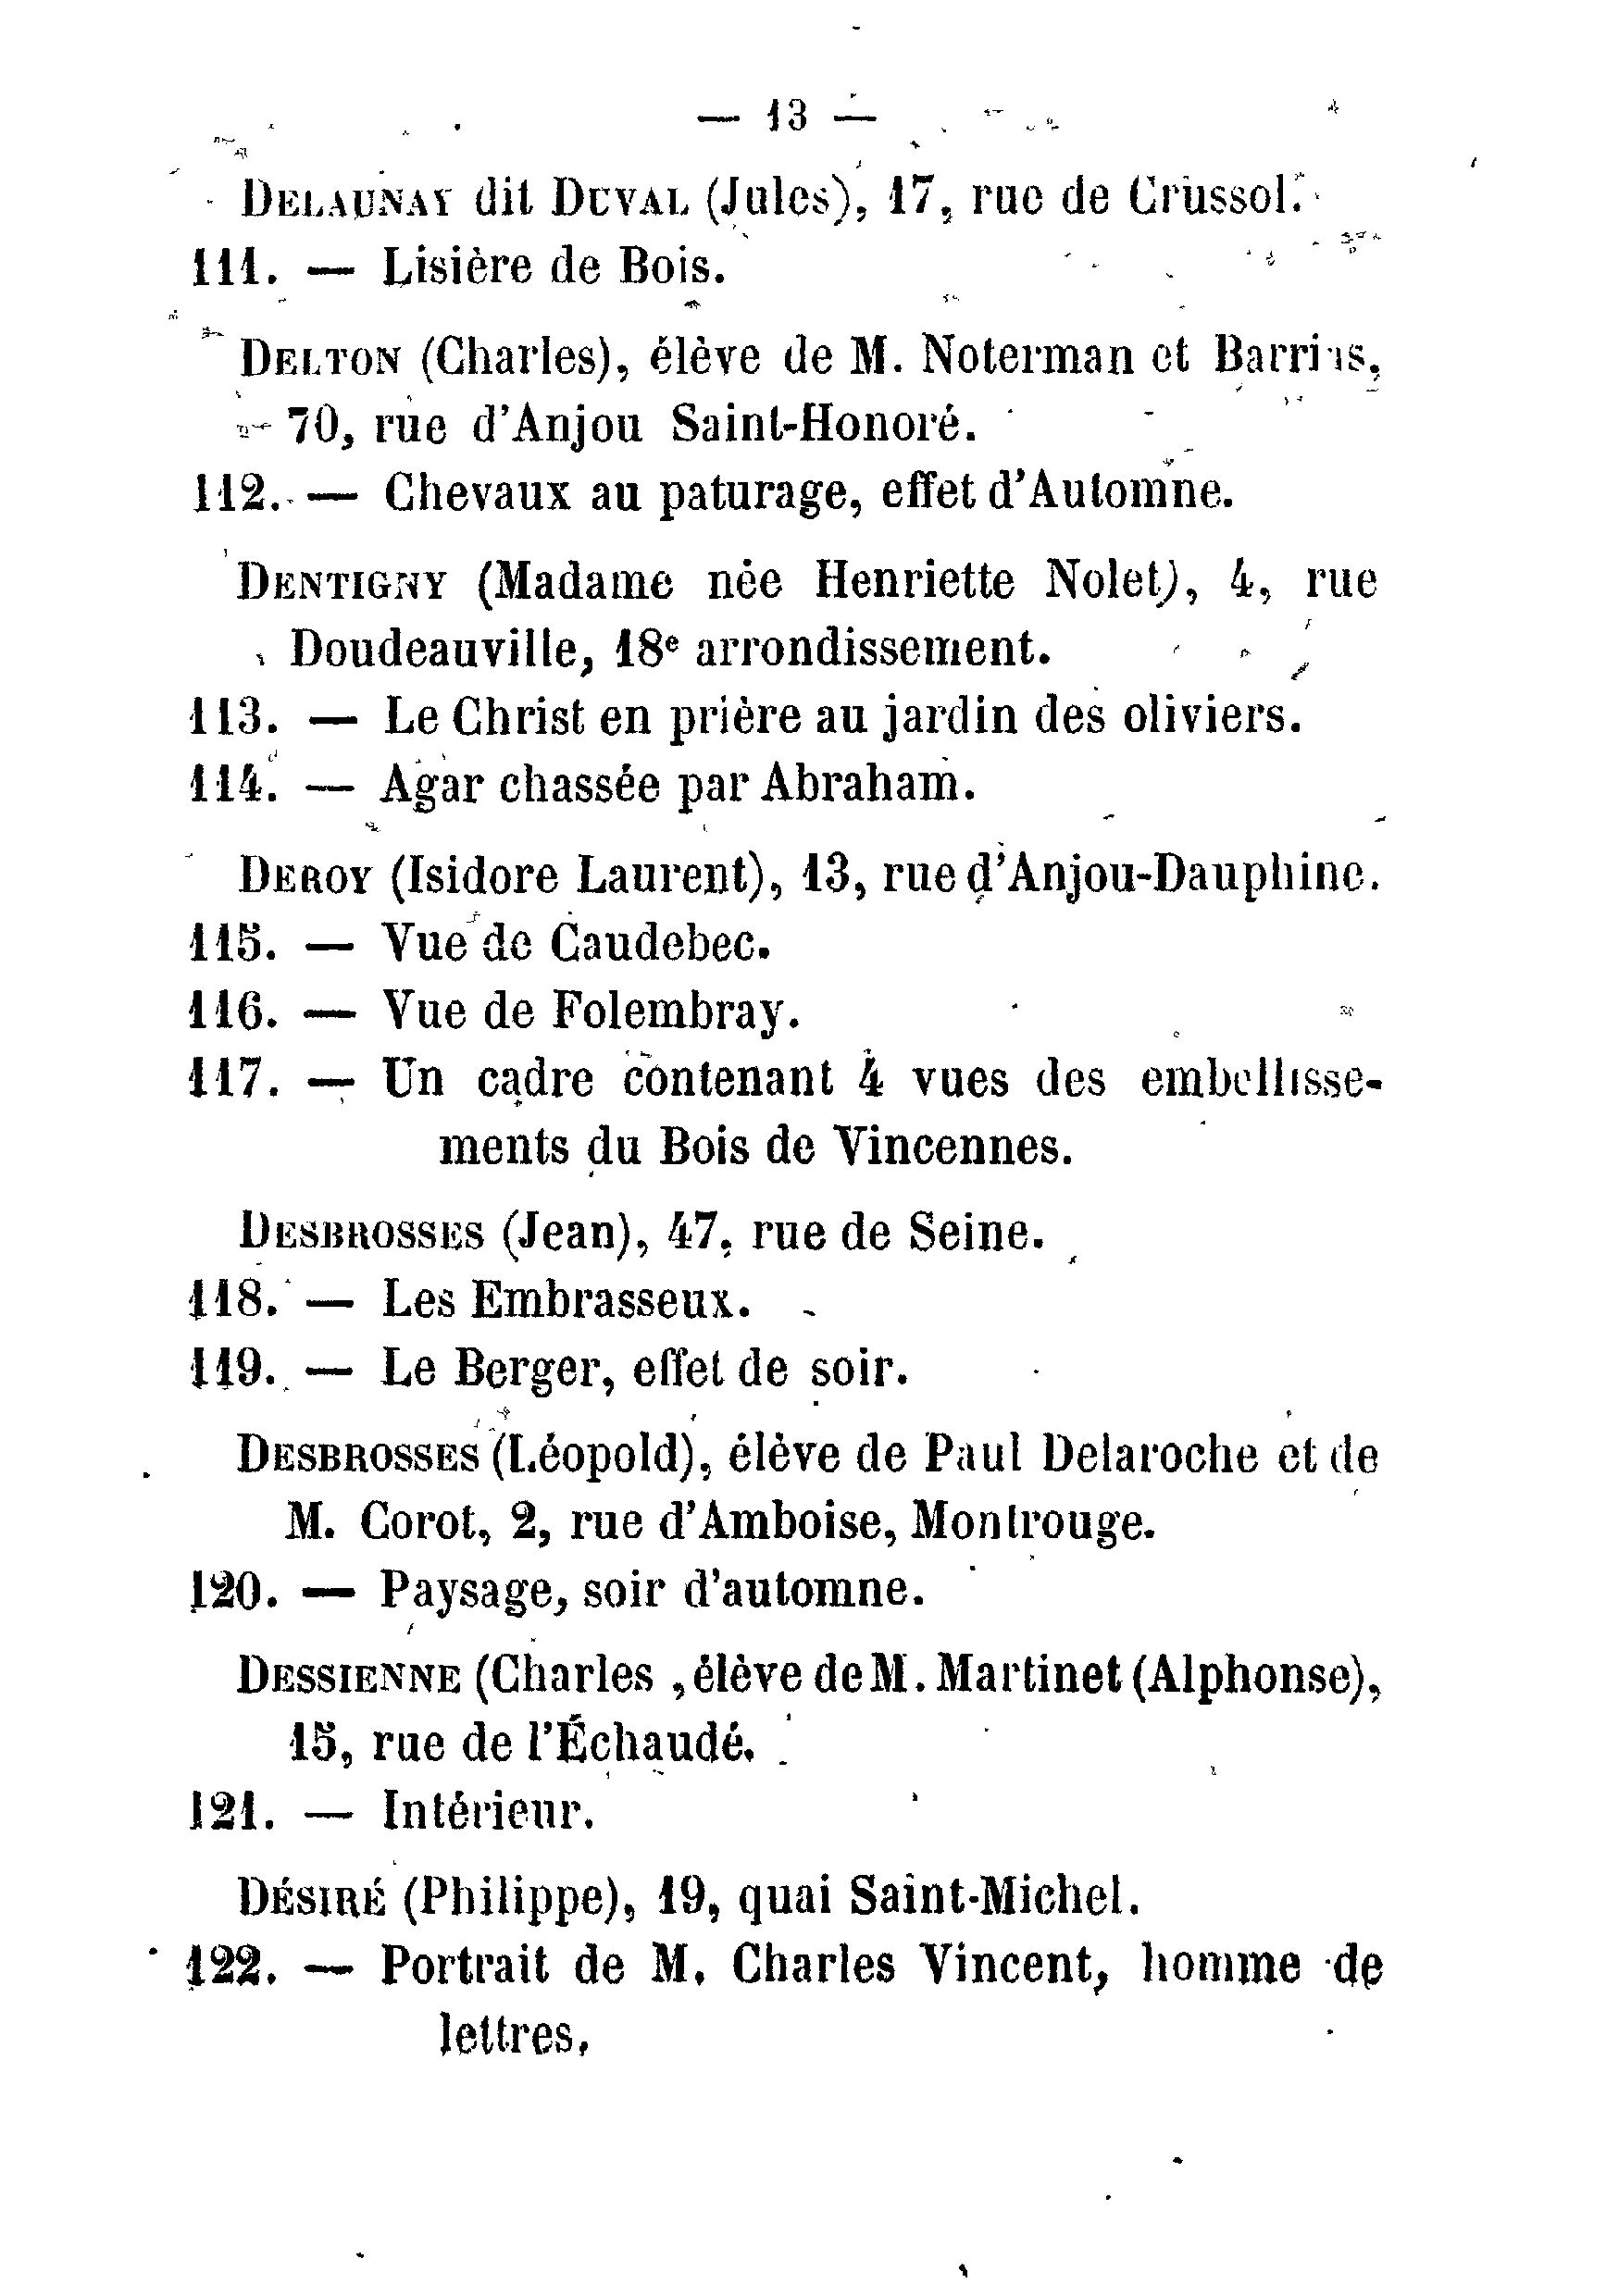 — 13 —
DELAUNAY dit DUVAL (Jules), 17, rue de Crussol.
111. — Lisière de Bois.
DELTON (Charles), élève de M. Noterman et Barrias,
70, rue d'Anjou Saint-Honoré.
112. — Chevaux au paturage, effet d'Automne.
DENTIGNY (Madame née Henriette Nolet), 4, rue
Doudeauville, 18e arrondissement.
113. — Le Christ en prière au jardin des oliviers.
114. — Agar chassée par Abraham.
DEROY (Isidore Laurent), 13, rue d'Anjou-Dauphine.
115. — Vue de Caudebec.
116. — Vue de Folembray.
117. — Un cadre contenant 4 vues des embellisse-
ments du Bois de Vincennes.
DESBROSSES (Jean), 47, rue de Seine.
118. — Les Embrasseux.
119. — Le Berger, effet de soir.
DESBROSSES (Léopold), élève de Paul Delaroche et de
M. Corot, 2, rue d'Amboise, Montrouge.
120. — Paysage, soir d'automne.
DESSIENNE (Charles , élève de M. Martinet (Alphonse),
15, rue de l'Échaudé.
121. — Intérieur.
DÉSIRÉ (Philippe), 19, quai Saint-Michel.
122. — Portrait de M. Charles Vincent, homme de
lettres.